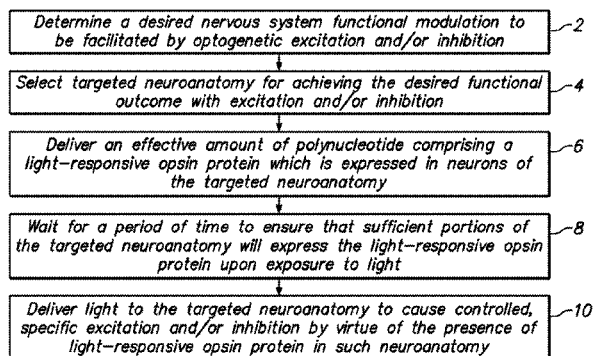 Determine a desired nervous system functional modulation to
be facilitated by optogenetic excitation and/or inhibition
2
Select targeted neuroanatomy for achieving the desired functional
outcome with excitation and/or inhibition
4
Deliver an effective amount of polynucleotide comprising a
light-responsive opsin protein which is expressed in neurons of
the targeted neuroanatomy
6
Wait for a period of time to ensure that sufficient portions
of the targeted neuroanatomy will express the light-responsive opsin
protein upon exposure to light
8
Deliver light to the targeted neuroanatomy to cause controlled,
specific excitation and/or inhibition by virtue of the presence of
light-responsive opsin protein in such neuroanatomy
10